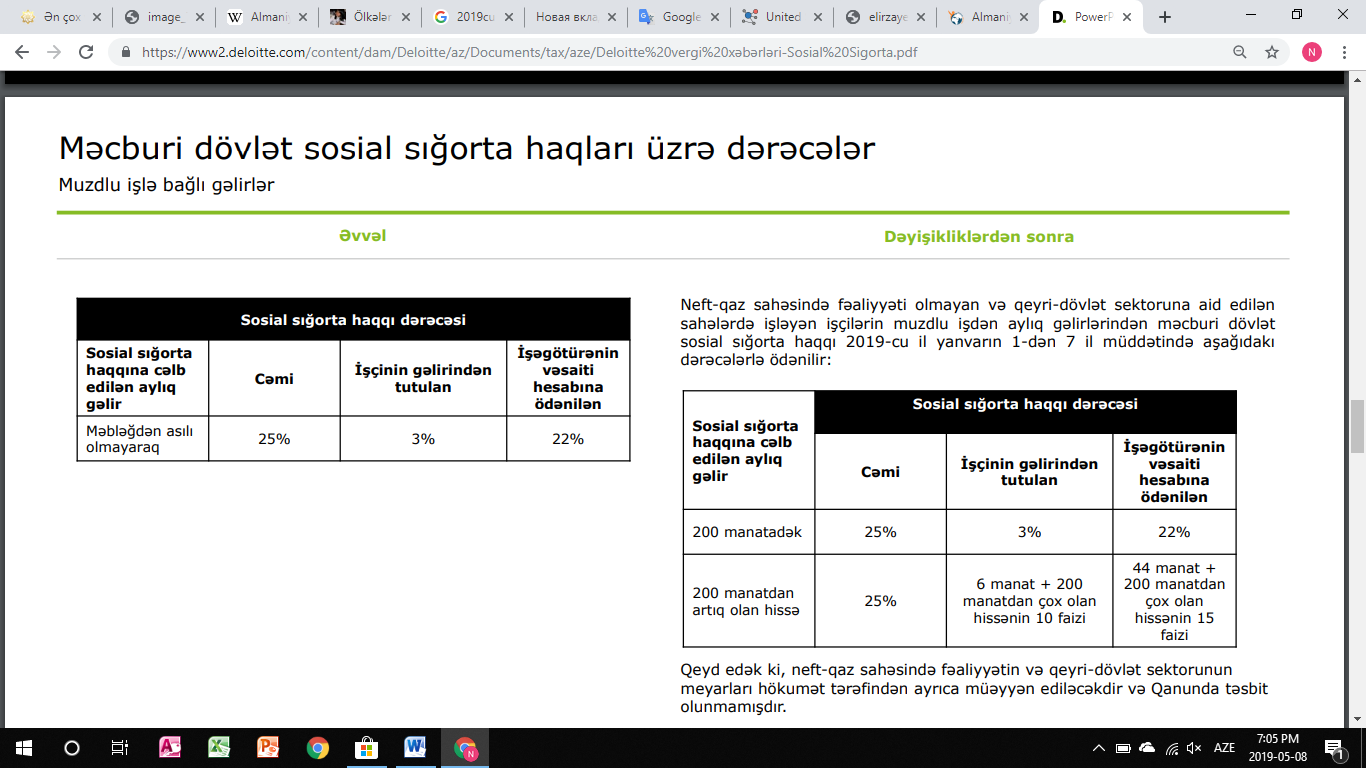 Ən çox
image_
Almaniy
Ölkələr
2019cu
Новая вкла
Google
United
elirzaye
Almaniy
PowerP
https://www2.deloitte.com/content/dam/Deloitte/az/Documents/tax/aze/Deloitte%20vergi%20xəbərləri-Sosial%20Sigorta.pdf
N
Məcburi dövlət sosial sığorta haqları üzrə dərəcələr
Muzdlu işlə bağlı gəlirlər
Əvvəl
Sosial sığorta haqqı dərəcəsi
Sosial sığorta
haqqına cəlb
edilən aylıq
gəlir
Cəmi
İşçinin gəlirindən
tutulan
İşəgötürənin
vəsaiti
hesabına
ödənilən
Məbləğdən asılı
olmayaraq
25%
3%
22%
Dəyişikliklərdən sonra
Neft-qaz sahəsində fəaliyyəti olmayan və qeyri-dövlət sektoruna aid edilən
sahələrdə işləyən işçilərin muzdlu işdən aylıq gəlirlərindən məcburi dövlət
sosial sığorta haqqı 2019-cu il yanvarın 1-dən 7 il müddətində aşağıdakı
dərəcələrlə ödənilir:
Sosial sığorta
haqqına cəlb
edilən aylıq
gəlir
Sosial sığorta haqqı dərəcəsi
Cəmi
İşçinin gəlirindən
tutulan
İşəgötürənin
vəsaiti
hesabına
ödənilən
200 manatadək
25%
3%
22%
200 manatdan
artıq olan hissə
25%
6 manat + 200
manatdan çox olan
hissənin 10 faizi
44 manat +
200 manatdan
çox olan
hissənin 15
faizi
Qeyd edək ki, neft-qaz sahəsində fəaliyyətin və qeyri-dövlət sektorunun
meyarları hökumət tərəfindən ayrıca müəyyən ediləcəkdir və Qanunda təsbit
olunmamışdır.
AZE
7:05 PM
2019-05-08
1